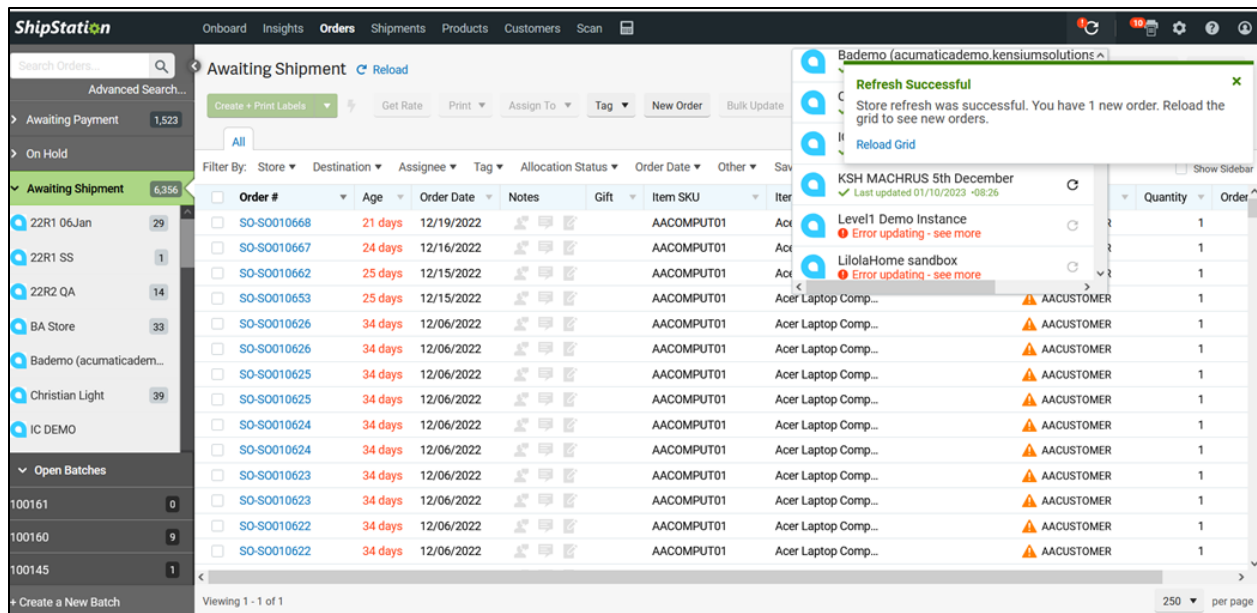 ShipStation
Onboard Insights Orders Shipments Products Customers Scan
! 10
Search Orders...
Advanced Search...
Awaiting Payment 1,523
On Hold
Awaiting Shipment 6,356
22R1 06Jan 29
22R1 SS 1
22R2 QA 14
BA Store 33
Bademo (acumaticadem...
Christian Light 39
IC DEMO
Open Batches
100161 0
100160 9
100145 1
+ Create a New Batch
Awaiting Shipment Reload
Create + Print Labels Get Rate Print Assign To Tag New Order Bulk Update
All
Filter By: Store Destination Assignee Tag Allocation Status Order Date Other Sav
Show Sidebar
Bademo (acumaticademo.kensiumsolutions
Refresh Successful
Store refresh was successful. You have 1 new order. Reload the
grid to see new orders.
Reload Grid
KSH MACHRUS 5th December
Last updated 01/10/2023 •08:26
Level1 Demo Instance
Error updating - see more
LilolaHome sandbox
Error updating - see more
Order # Age Order Date Notes Gift Item SKU Iter Quantity Order
SO-SO010668 21 days 12/19/2022 AACOMPUT01 Ace R 1
SO-SO010667 24 days 12/16/2022 AACOMPUT01 Ace R 1
SO-SO010662 25 days 12/15/2022 AACOMPUT01 Ace R 1
SO-SO010653 25 days 12/15/2022 AACOMPUT01 Acer Laptop Comp... AACUSTOMER 1
SO-SO010626 34 days 12/06/2022 AACOMPUT01 Acer Laptop Comp... AACUSTOMER 1
SO-SO010626 34 days 12/06/2022 AACOMPUT01 Acer Laptop Comp... AACUSTOMER 1
SO-SO010625 34 days 12/06/2022 AACOMPUT01 Acer Laptop Comp... AACUSTOMER 1
SO-SO010625 34 days 12/06/2022 AACOMPUT01 Acer Laptop Comp... AACUSTOMER 1
SO-SO010624 34 days 12/06/2022 AACOMPUT01 Acer Laptop Comp... AACUSTOMER 1
SO-SO010624 34 days 12/06/2022 AACOMPUT01 Acer Laptop Comp... AACUSTOMER 1
SO-SO010623 34 days 12/06/2022 AACOMPUT01 Acer Laptop Comp... AACUSTOMER 1
SO-SO010623 34 days 12/06/2022 AACOMPUT01 Acer Laptop Comp... AACUSTOMER 1
SO-SO010622 34 days 12/06/2022 AACOMPUT01 Acer Laptop Comp... AACUSTOMER 1
SO-SO010622 34 days 12/06/2022 AACOMPUT01 Acer Laptop Comp... AACUSTOMER 1
Viewing 1 - 1 of 1
250 per page